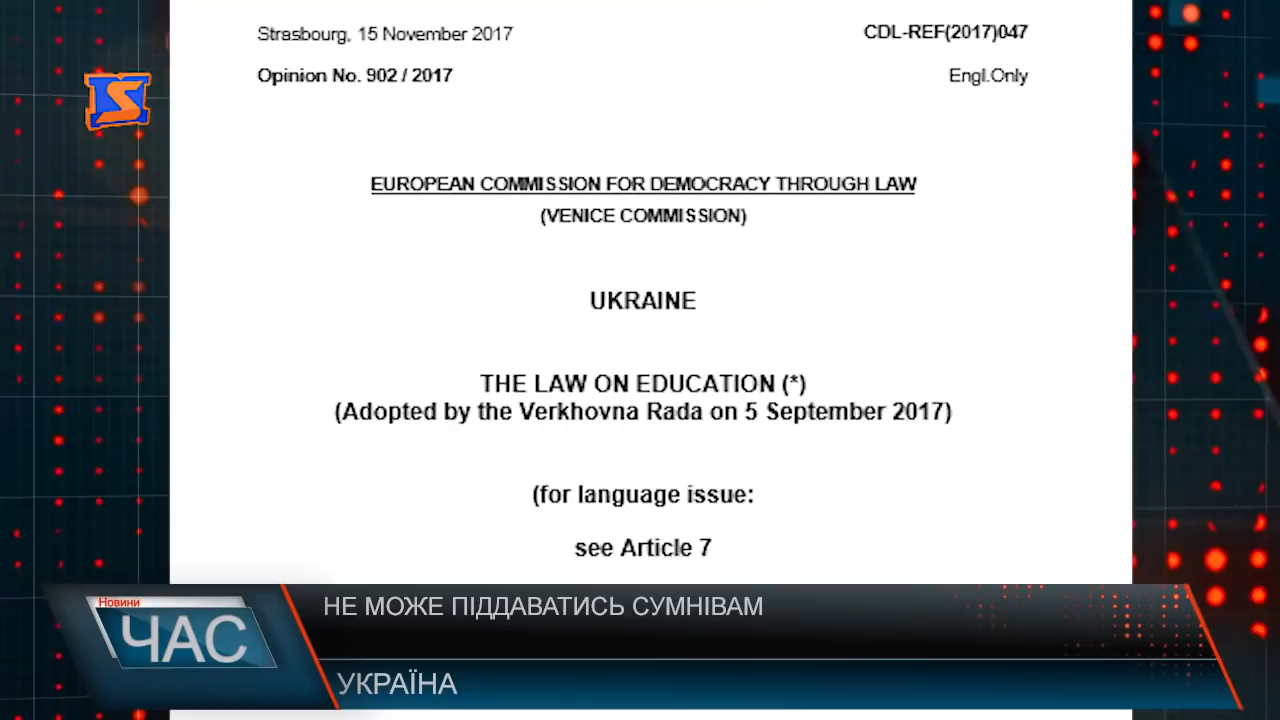 Strasbourg, 15 November 2017
CDL-REF(2017)047
Opinion No. 902 / 2017
Engl.Only
EUROPEAN COMMISSION FOR DEMOCRACY THROUGH LAW
(VENICE COMMISSION)
UKRAINE
THE LAW ON EDUCATION (*)
(Adopted by the Verkhovna Rada on 5 September 2017)
(for language issue:
see Article 7
Новини
ЧАС
НЕ МОЖЕ ПІДДАВАТИСЬ СУМНІВАМ
УКРАЇНА